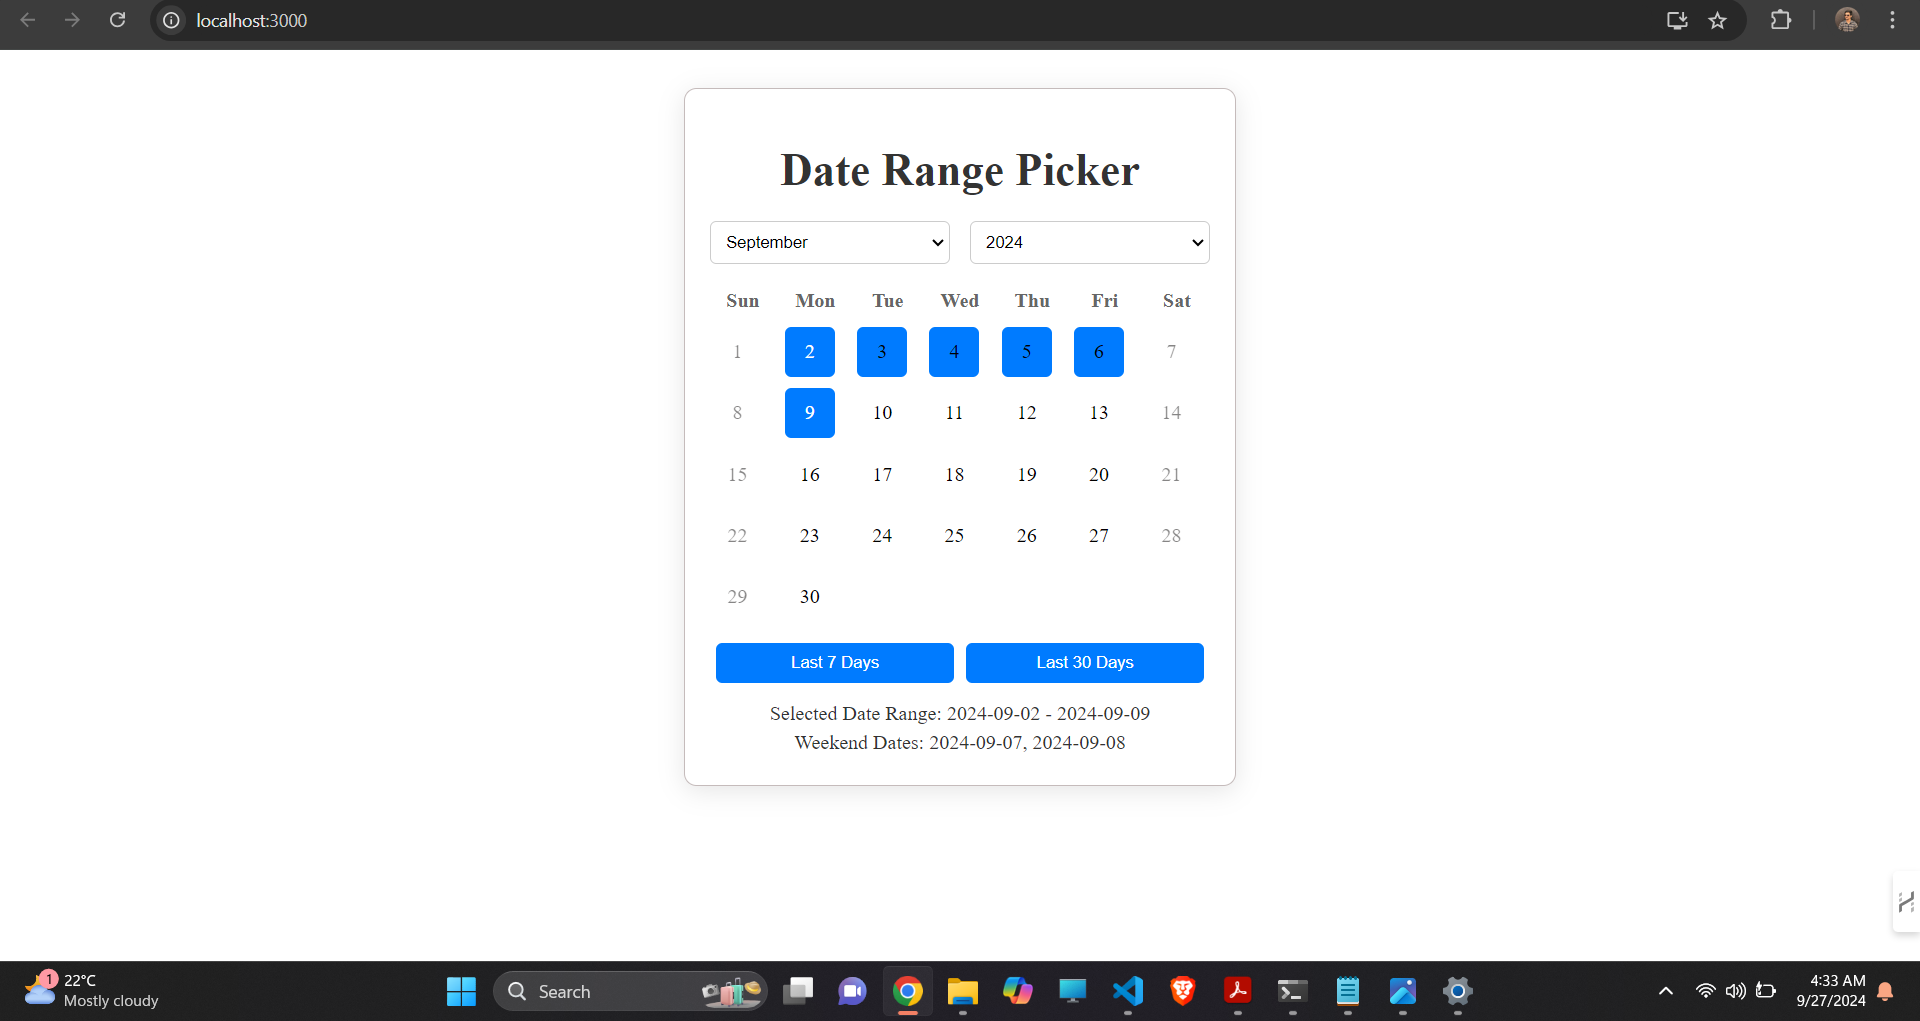 localhost:3000
Date Range Picker
September 2024
Sun Mon Tue Wed Thu Fri Sat
1 2 3 4 5 6 7
8 9 10 11 12 13 14
15 16 17 18 19 20 21
22 23 24 25 26 27 28
29 30
Last 7 Days Last 30 Days
Selected Date Range: 2024-09-02 - 2024-09-09
Weekend Dates: 2024-09-07, 2024-09-08
1
22°C
Mostly cloudy
Search
4:33 AM
9/27/2024